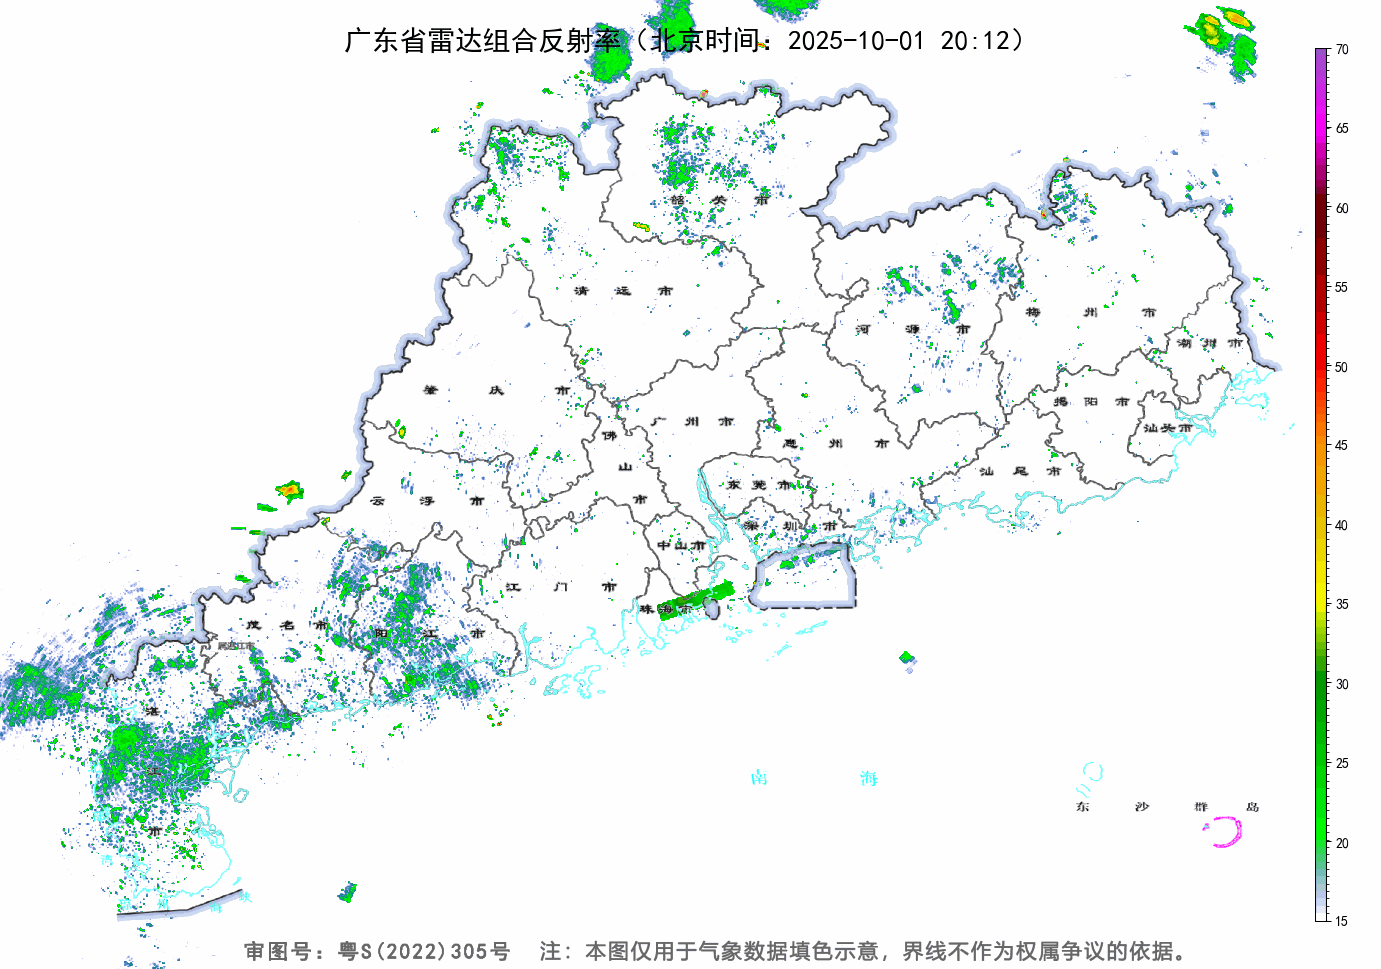 广东省雷达组合反射率（北京时间：2025-10-01 20:12）
70
65
60
55
50
45
40
35
30
25
20
15
韶关市
清远市
河源市
梅州市
潮州市
肇庆市
广州市
佛山市
惠州市
揭阳市
汕头市
汕尾市
云浮市
东莞市
深圳市
中山市
江门市
珠海市
茂名市
阳江市
湛江市
南海
东沙群岛
审图号：粤S(2022)305号 注：本图仅用于气象数据填色示意，界线不作为权属争议的依据。